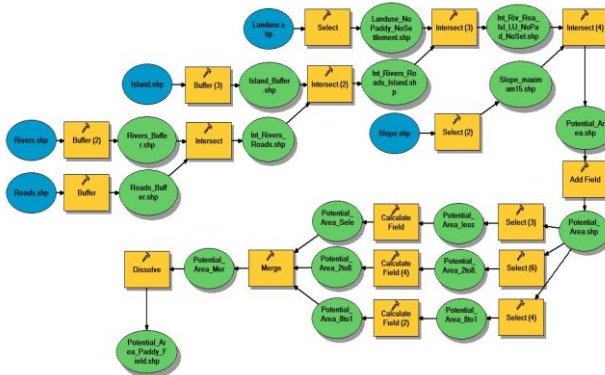 Landuse.s
hp
Select
Landuse_No
Paddy_NoSe
ttlement.shp
Intersect (3)
Int_Riv_Roa_
Isl_LU_NoPa
d_NoSet.shp
Intersect (4)
Island.shp
Buffer (3)
Island_Buffer
.shp
Intersect (2)
Int_Rivers_Ro
ads_Island.sh
p
Slope_maxim
um15.shp
Slope.shp
Select (2)
Rivers.shp
Buffer (2)
Rivers_Buffe
r.shp
Intersect
Int_Rivers_
Roads.shp
Potential_Ar
ea.shp
Roads.shp
Buffer
Roads_Buff
er.shp
Add Field
Potential_
Area.shp
Potential_
Area_Sele
Calculate
Field
Potential_
Area_less
Select (3)
Dissolve
Potential_
Area_Mer
Merge
Potential_
Area_2to8.
Calculate
Field (4)
Potential_
Area_2to8.
Select (6)
Potential_
Area_8to1
Calculate
Field (2)
Potential_
Area_8to1
Select (4)
Potential_Ar
ea_Paddy_F
ield.shp